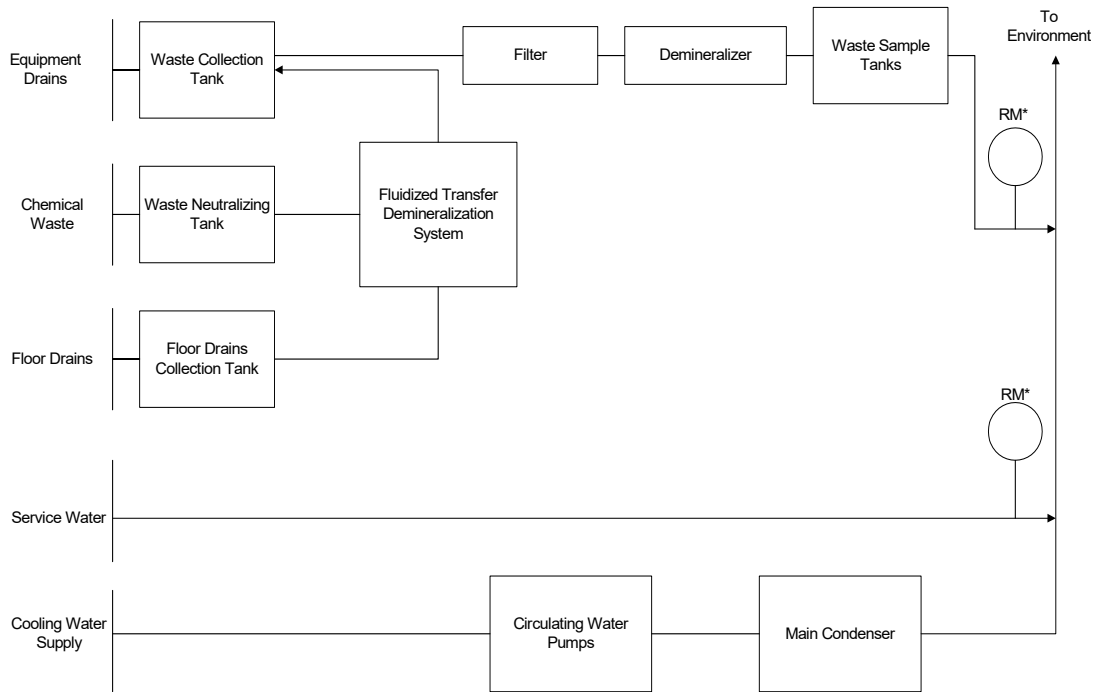 To
Environment
Equipment
Drains
Waste Collection
Tank
Filter
Demineralizer
Waste Sample
Tanks
RM*
Chemical
Waste
Waste Neutralizing
Tank
Fluidized Transfer
Demineralization
System
Floor Drains
Floor Drains
Collection Tank
RM*
Service Water
Cooling Water
Supply
Circulating Water
Pumps
Main Condenser